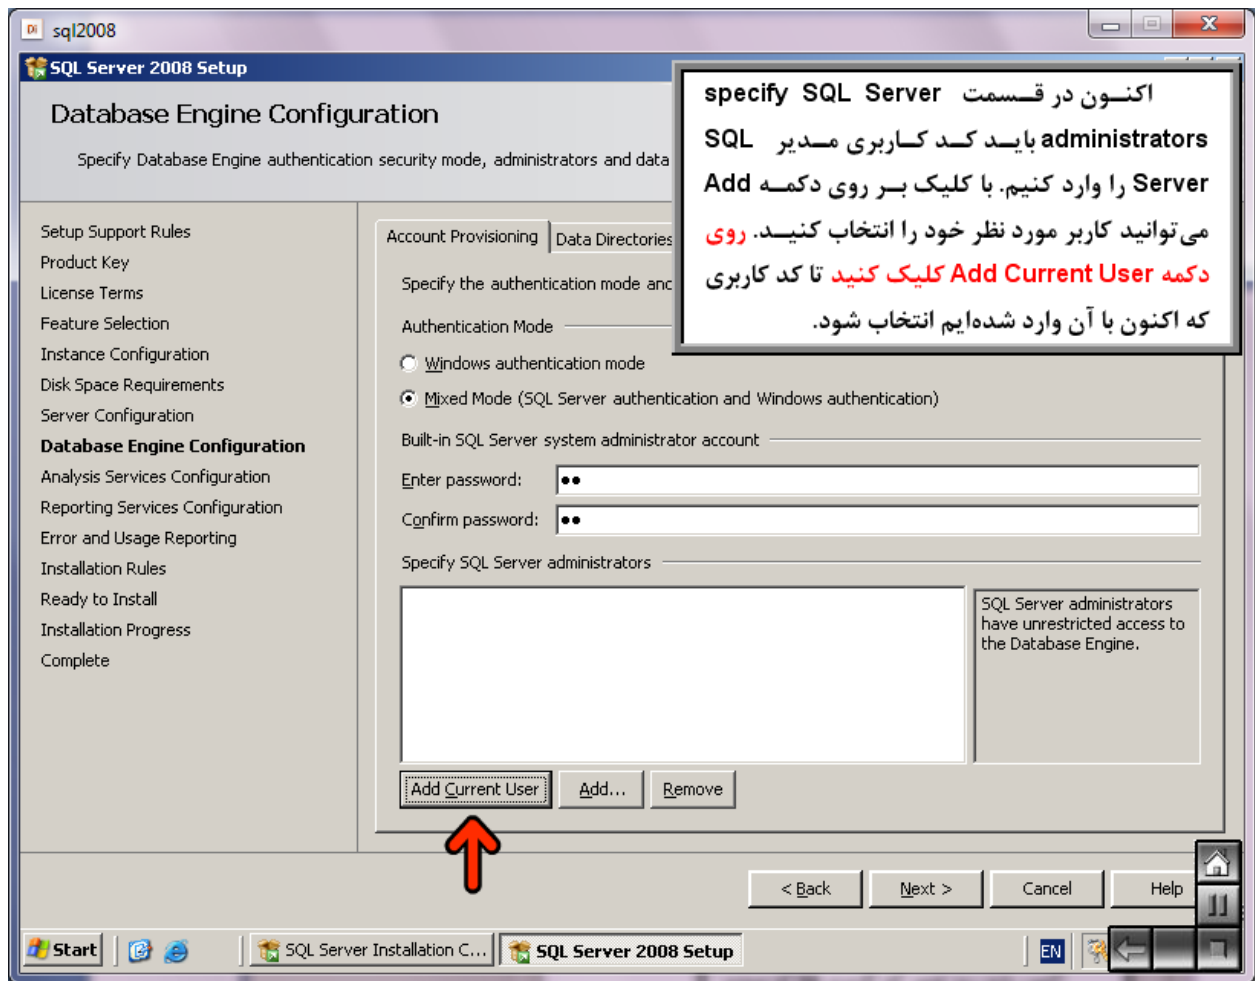 sql2008
SQL Server 2008 Setup
Database Engine Configuration
Specify Database Engine authentication security mode, administrators and data
اکنون در قسمت specify SQL Server
administrators باید کد کاربری مدیر SQL
Server را وارد کنیم. با کلیک بر روی دکمه Add
می‌توانید کاربر مورد نظر خود را انتخاب کنید. روی
دکمه Add Current User کلیک کنید تا کد کاربری
که اکنون با آن وارد شده‌ایم انتخاب شود.
Setup Support Rules
Product Key
License Terms
Feature Selection
Instance Configuration
Disk Space Requirements
Server Configuration
Database Engine Configuration
Analysis Services Configuration
Reporting Services Configuration
Error and Usage Reporting
Installation Rules
Ready to Install
Installation Progress
Complete
Account Provisioning Data Directories
Specify the authentication mode and
Authentication Mode
Windows authentication mode
Mixed Mode (SQL Server authentication and Windows authentication)
Built-in SQL Server system administrator account
Enter password: ●●
Confirm password: ●●
Specify SQL Server administrators
SQL Server administrators
have unrestricted access to
the Database Engine.
Add Current User Add... Remove
< Back Next > Cancel Help
Start SQL Server Installation C... SQL Server 2008 Setup EN